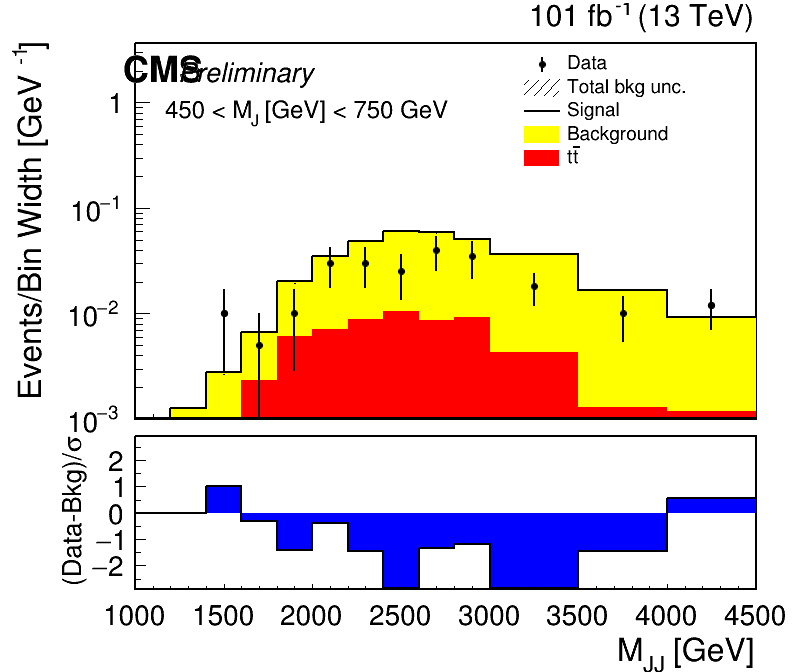 101 fb⁻¹ (13 TeV)
CMS Preliminary
450 < M_J [GeV] < 750 GeV
Data
Total bkg unc.
Signal
Background
tt̅
Events/Bin Width [GeV⁻¹]
1
10⁻¹
10⁻²
10⁻³
(Data-Bkg)/σ
2
1
0
−1
−2
1000 1500 2000 2500 3000 3500 4000 4500
M_JJ [GeV]